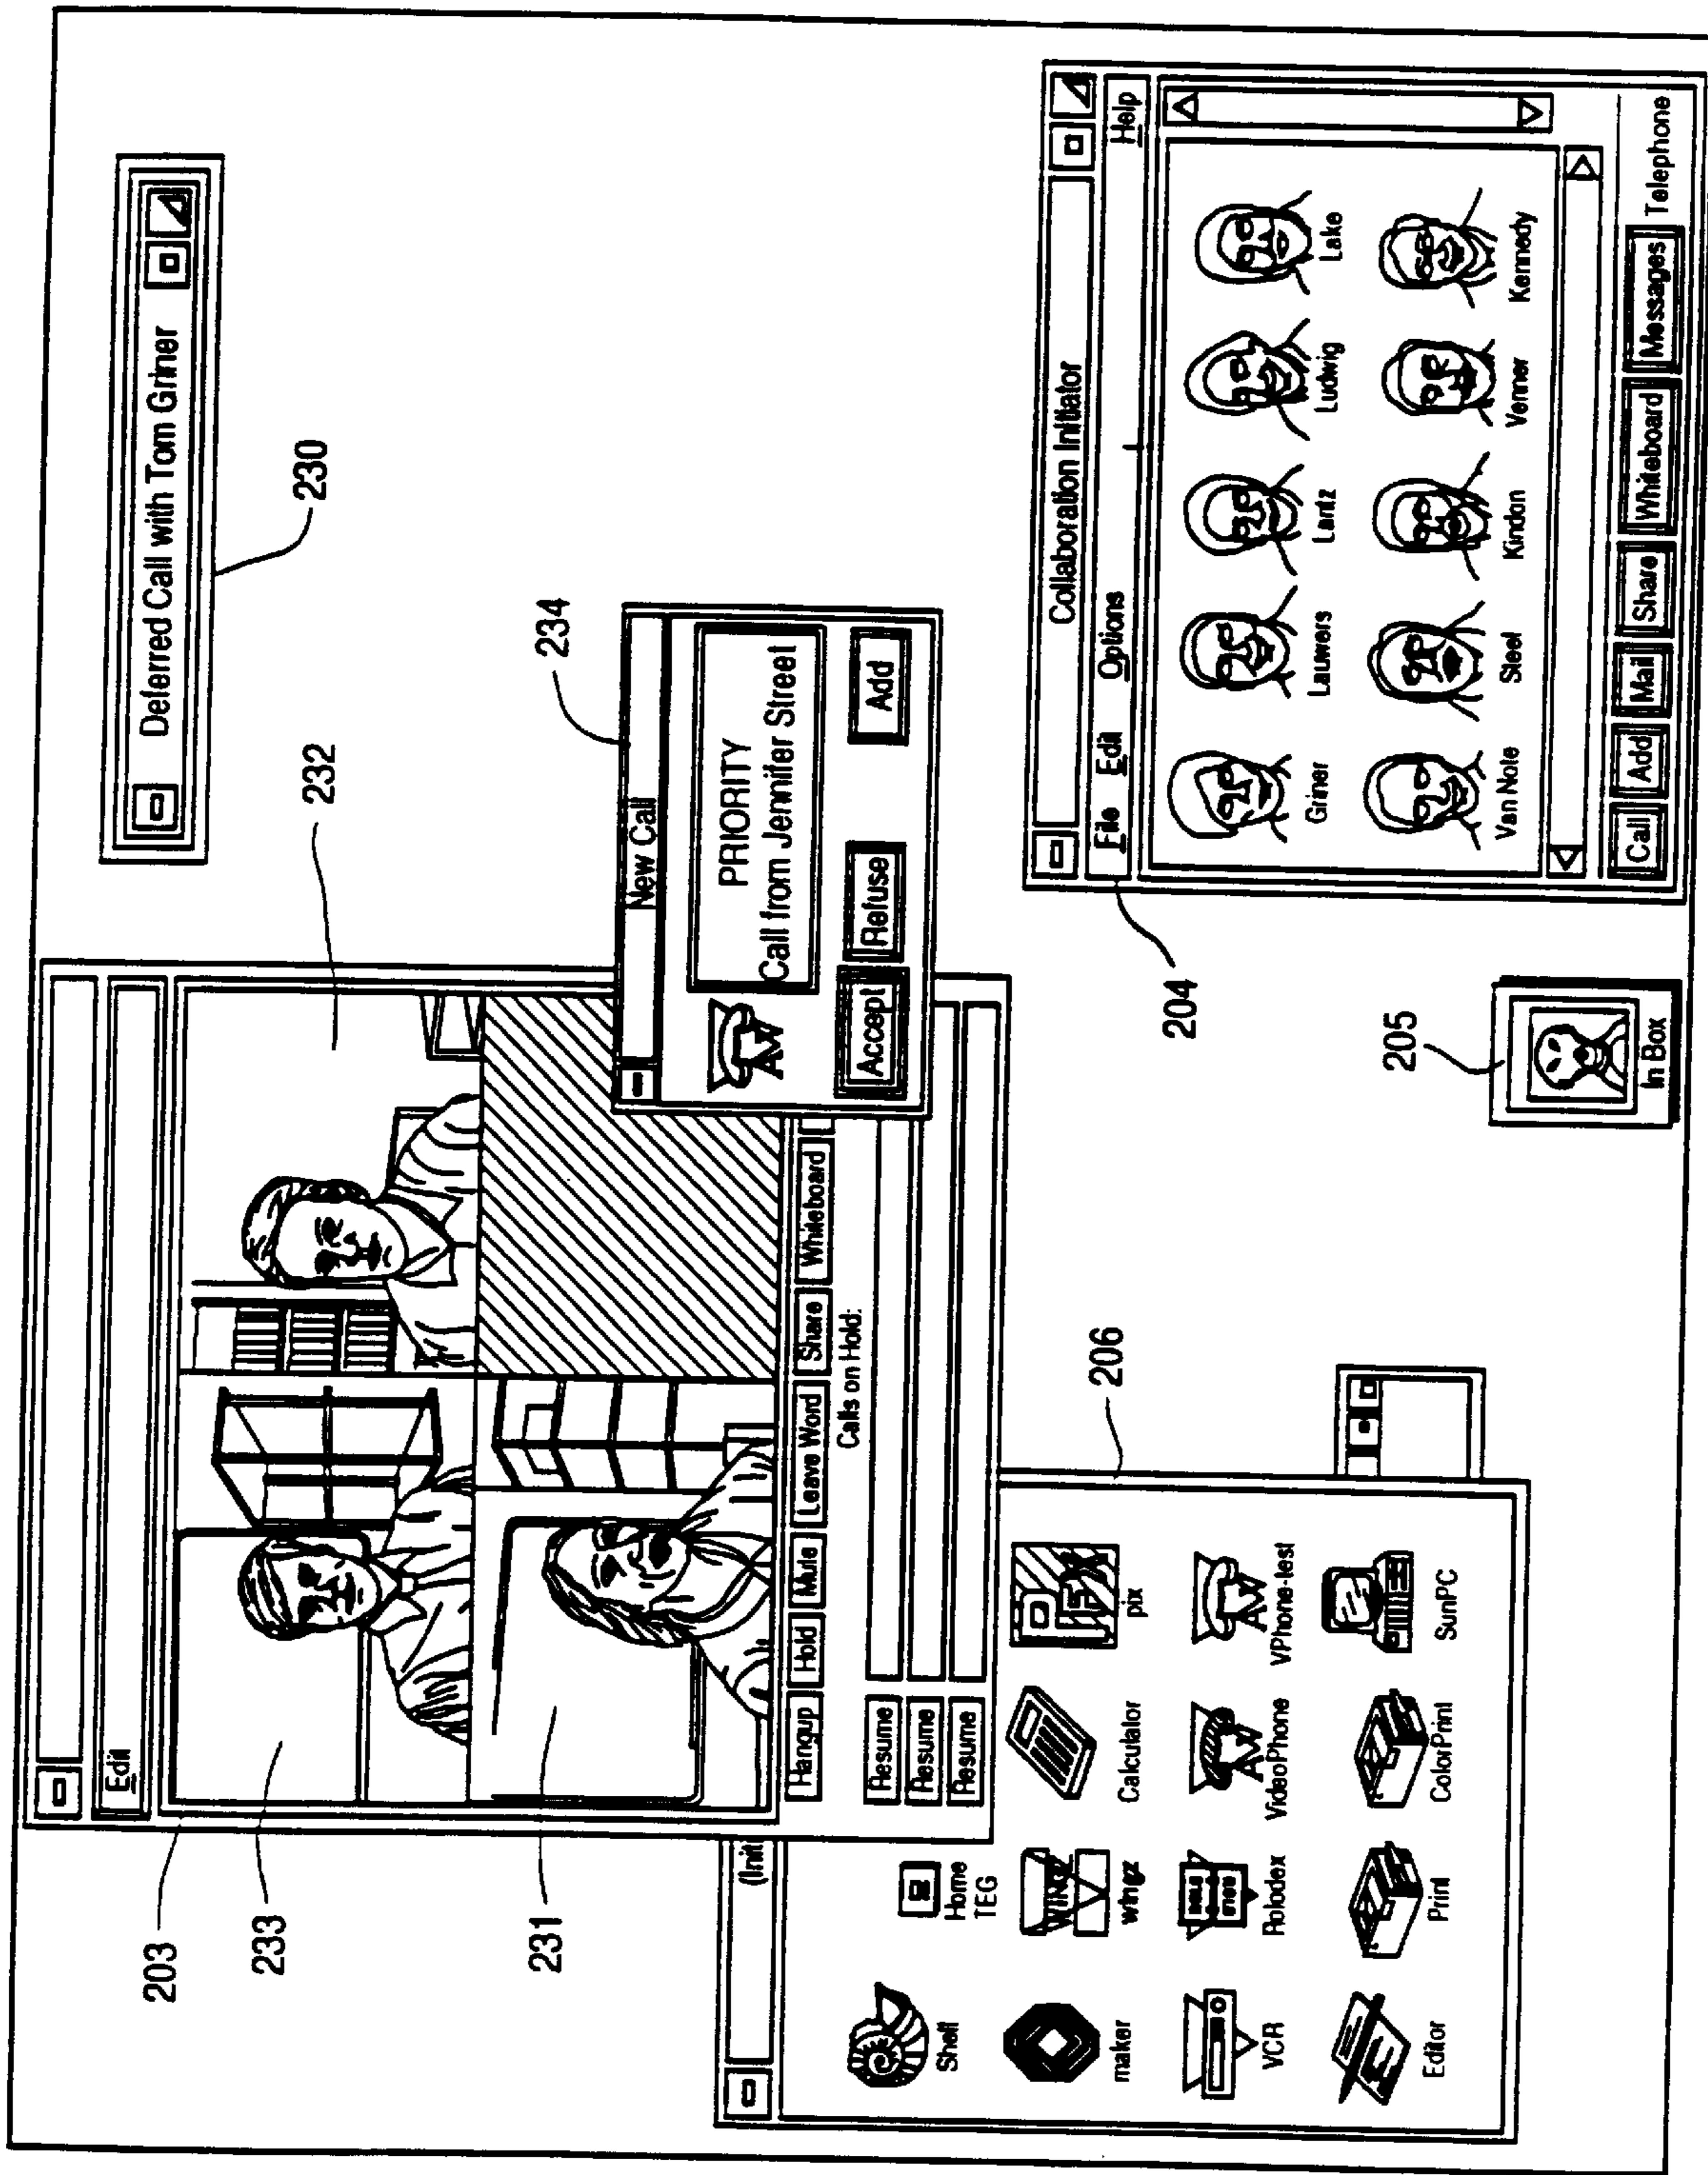 203
233
231
232
230
234
204
205
206
Edit
Hangup Hold Mute Leave Word Share Whiteboard
Calls on Hold:
Resume
Resume
Resume
Deferred Call with Tom Griner
New Call
PRIORITY
Call from Jennifer Street
Accept Refuse Add
(Init
Home
TEG
Shell
maker wingz Calculator pix
VCR Rolodex VideoPhone VPhone-test
Editor Print ColorPrint SunPC
In Box
Collaboration Initiator
File Edit Options Help
Griner Lauwers Lantz Ludwig Lake
Van Note Steel Kindon Venner Kennedy
Call Add Mail Share Whiteboard Messages Telephone